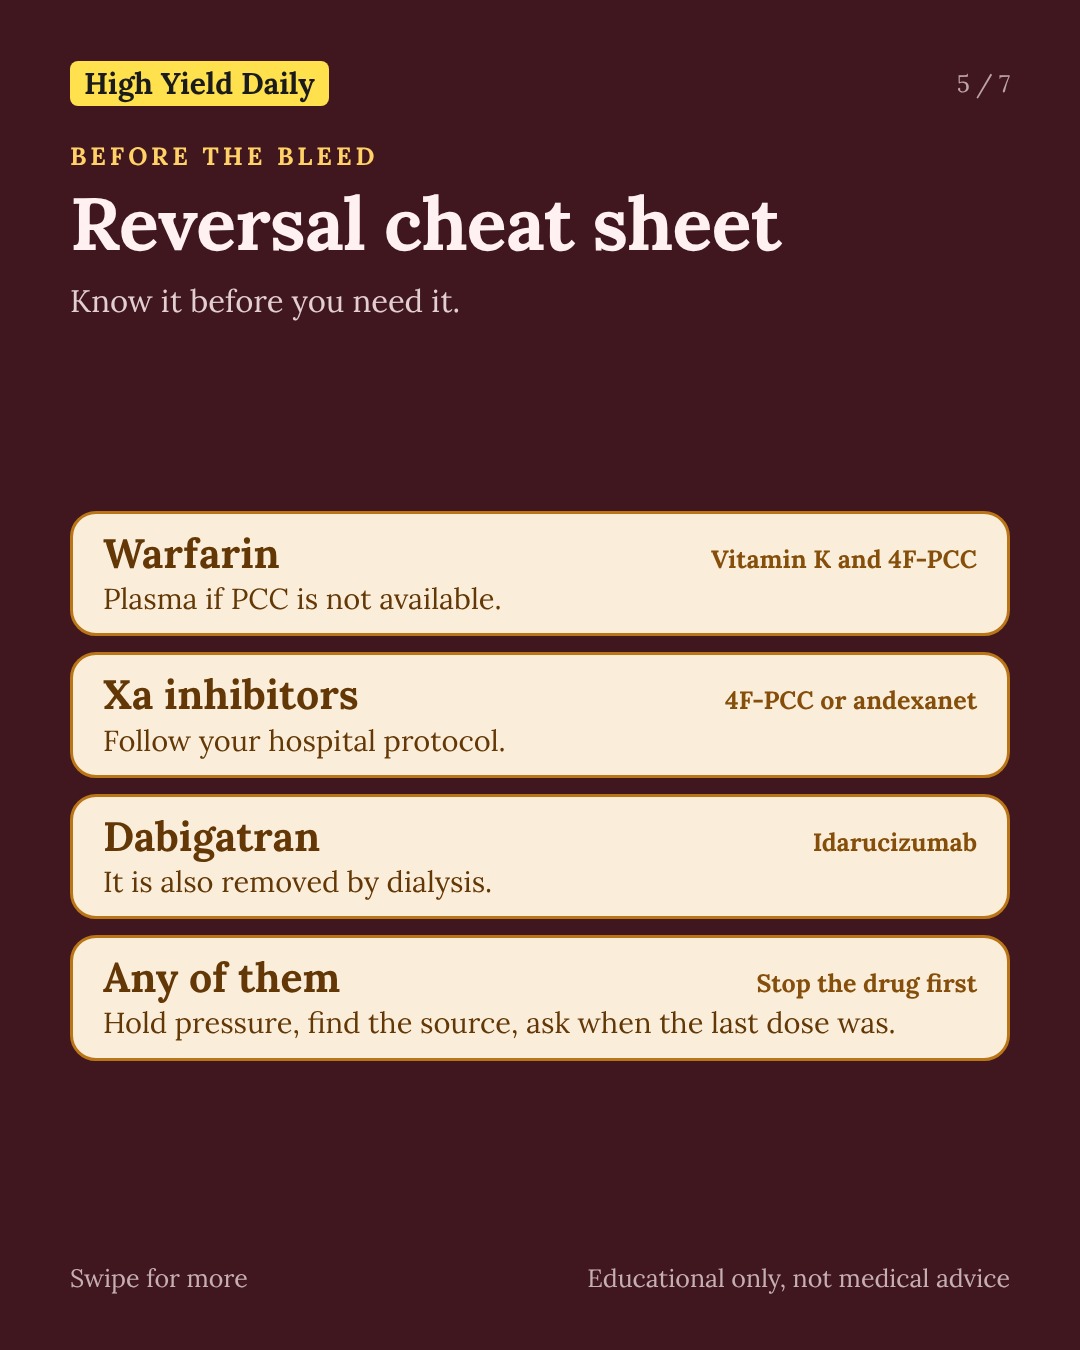 High Yield Daily
5 / 7
BEFORE THE BLEED
Reversal cheat sheet
Know it before you need it.
Warfarin
Vitamin K and 4F-PCC
Plasma if PCC is not available.
Xa inhibitors
4F-PCC or andexanet
Follow your hospital protocol.
Dabigatran
Idarucizumab
It is also removed by dialysis.
Any of them
Stop the drug first
Hold pressure, find the source, ask when the last dose was.
Swipe for more
Educational only, not medical advice